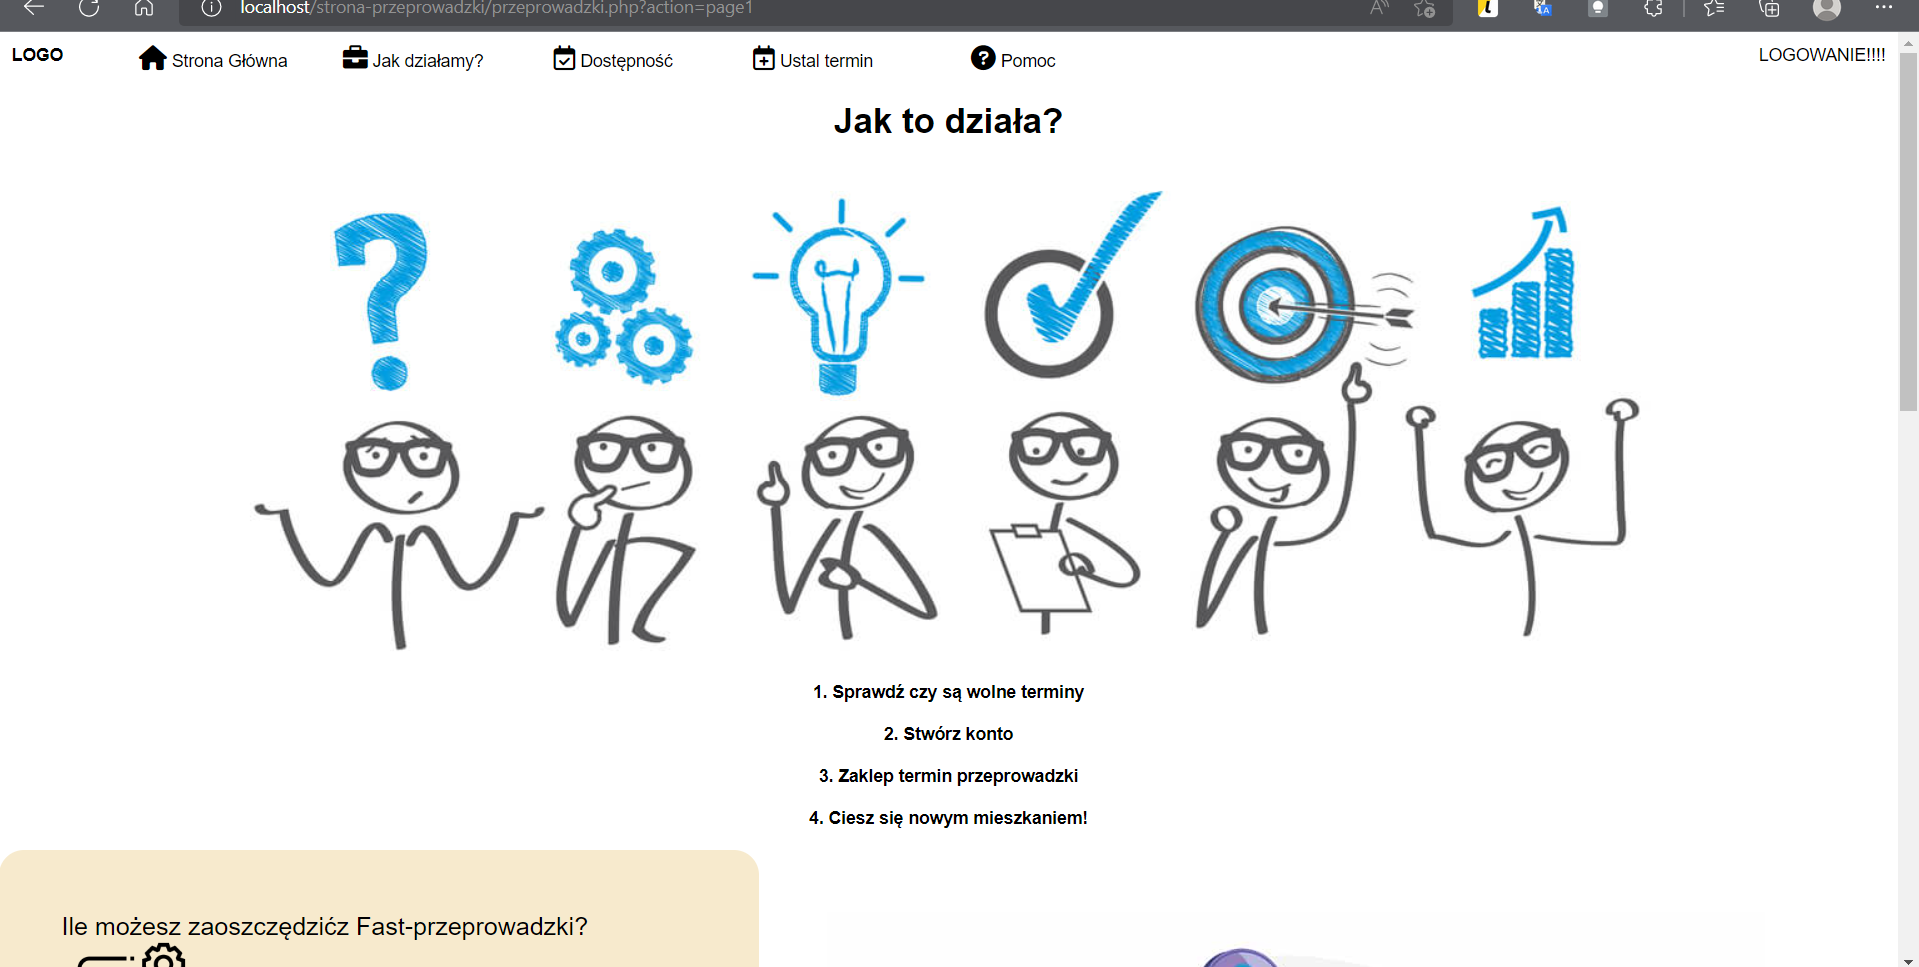 localhost/strona-przeprowadzki/przeprowadzki.php?action=page1
LOGO Strona Główna Jak działamy? Dostępność Ustal termin Pomoc LOGOWANIE!!!!
Jak to działa?
1. Sprawdź czy są wolne terminy
2. Stwórz konto
3. Zaklep termin przeprowadzki
4. Ciesz się nowym mieszkaniem!
Ile możesz zaoszczędzićz Fast-przeprowadzki?